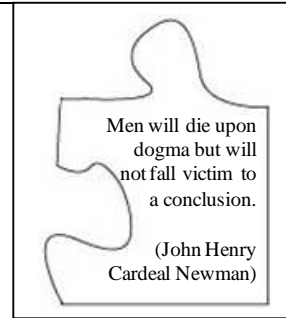 Men will die upon
dogma but will
not fall victim to
a conclusion.
(John Henry
Cardeal Newman)